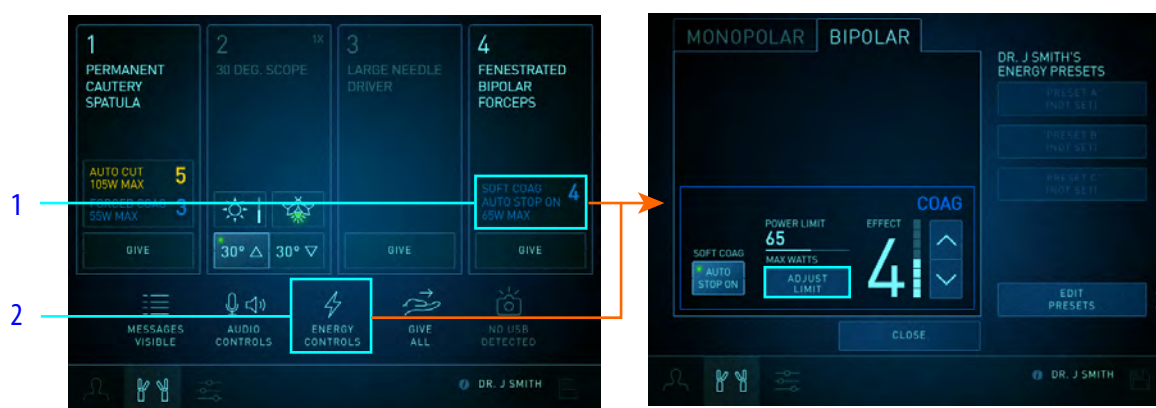 1
PERMANENT
CAUTERY
SPATULA
AUTO CUT
105W MAX
5
FORCED COAG
55W MAX
3
GIVE
2
1X
30 DEG. SCOPE
30°
30°
3
LARGE NEEDLE
DRIVER
GIVE
4
FENESTRATED
BIPOLAR
FORCEPS
SOFT COAG
AUTO STOP ON
65W MAX
4
GIVE
1
2
MESSAGES
VISIBLE
AUDIO
CONTROLS
ENERGY
CONTROLS
GIVE
ALL
NO USB
DETECTED
DR. J SMITH
MONOPOLAR
BIPOLAR
COAG
SOFT COAG
AUTO
STOP ON
POWER LIMIT
65
MAX WATTS
ADJUST
LIMIT
EFFECT
4
CLOSE
DR. J SMITH'S
ENERGY PRESETS
PRESET A
(NOT SET)
PRESET B
(NOT SET)
PRESET C
(NOT SET)
EDIT
PRESETS
DR. J SMITH